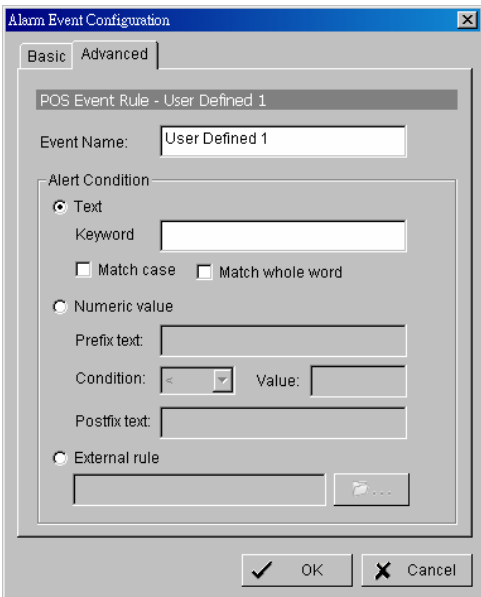 Alarm Event Configuration
Basic Advanced
POS Event Rule - User Defined 1
Event Name: User Defined 1
Alert Condition
Text
Keyword
Match case Match whole word
Numeric value
Prefix text:
Condition: < Value:
Postfix text:
External rule
...
OK Cancel